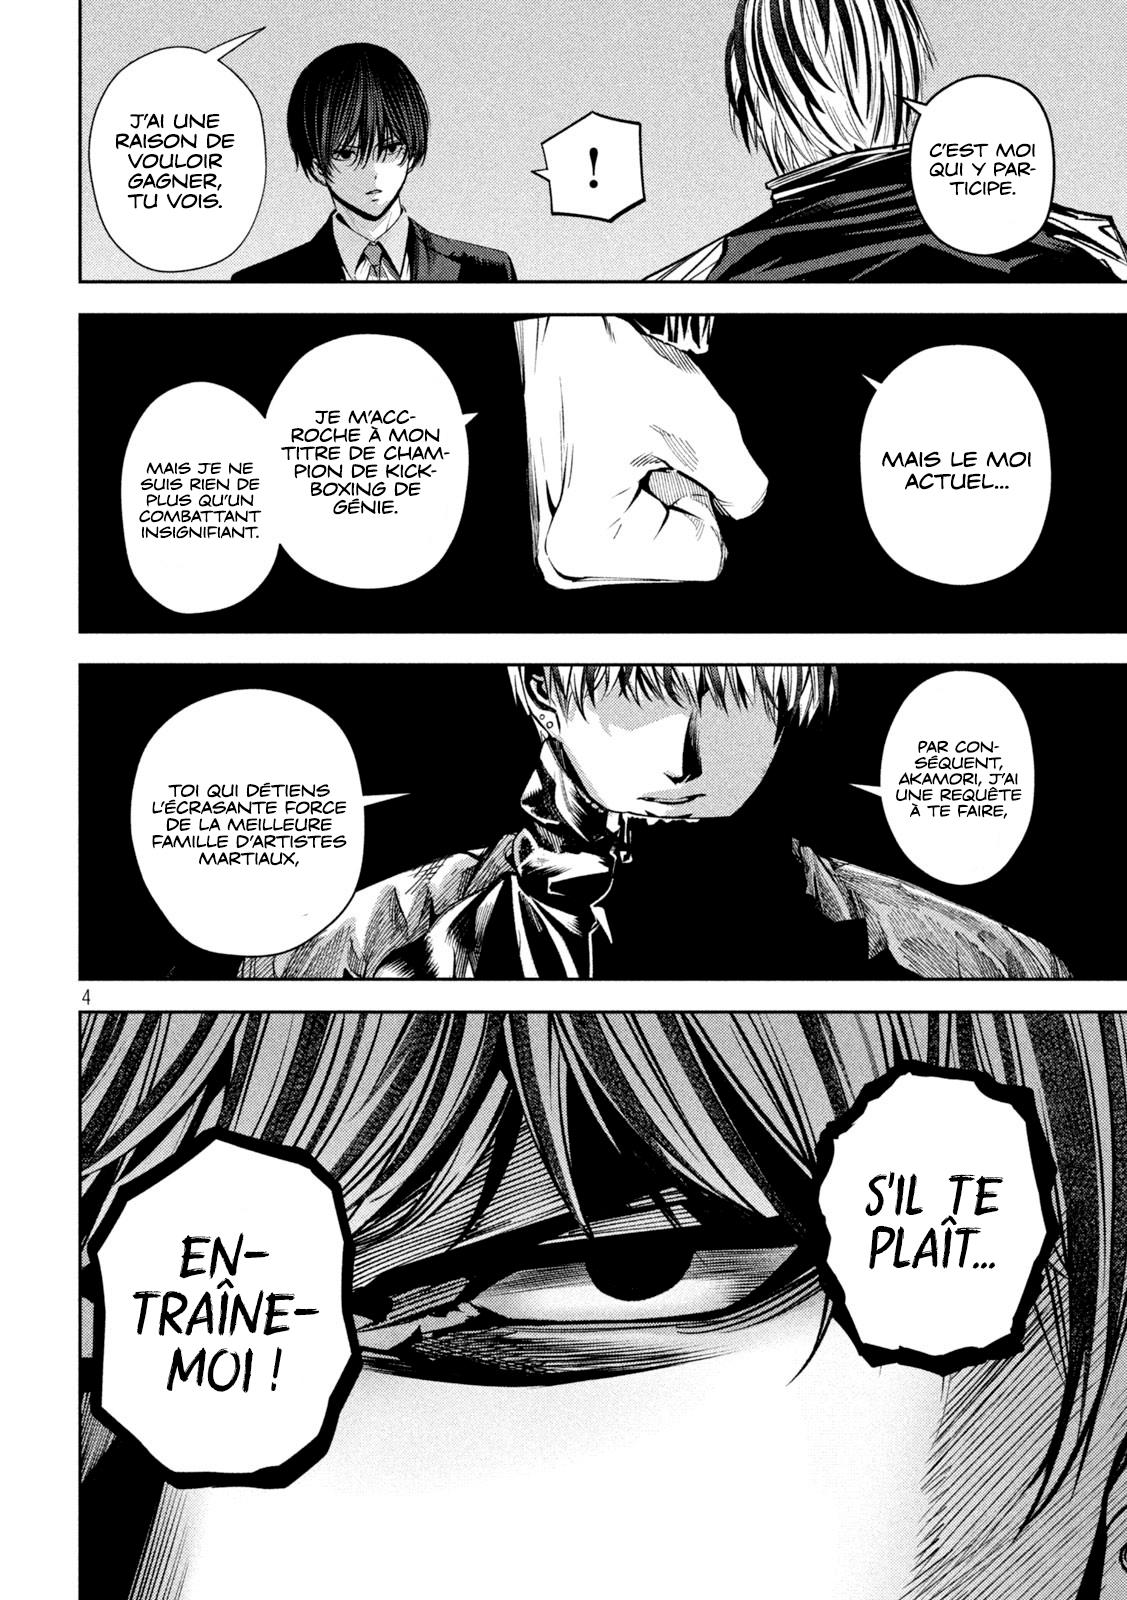 C'EST MOI
QUI Y PAR-
TICIPE.
!
J'AI UNE
RAISON DE
VOULOIR
GAGNER,
TU VOIS.
MAIS LE MOI
ACTUEL...
JE M'ACC-
ROCHE À MON
TITRE DE CHAM-
PION DE KICK-
BOXING DE
GÉNIE.
MAIS JE NE
SUIS RIEN DE
PLUS QU'UN
COMBATTANT
INSIGNIFIANT.
PAR CON-
SÉQUENT,
AKAMORI, J'AI
UNE REQUÊTE
À TE FAIRE,
TOI QUI DÉTIENS
L'ÉCRASANTE FORCE
DE LA MEILLEURE
FAMILLE D'ARTISTES
MARTIAUX,
4
S'IL TE
PLAÎT...
EN-
TRAÎNE-
MOI !